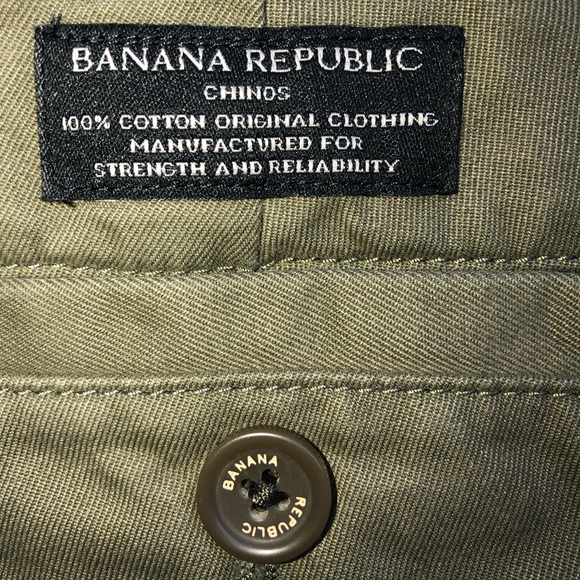 BANANA REPUBLIC
CHINOS
100% COTTON ORIGINAL CLOTHING
MANUFACTURED FOR
STRENGTH AND RELIABILITY
BANANA
REPUBLIC